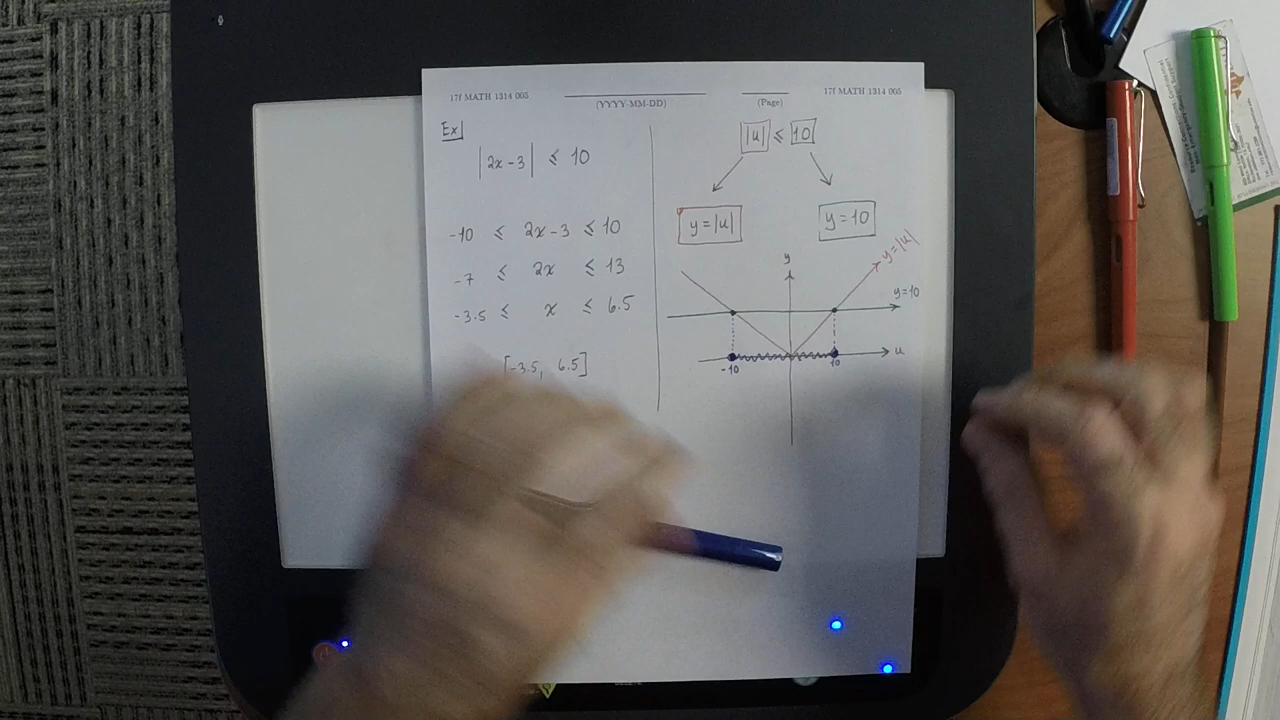 17f MATH 1314 005 (YYYY-MM-DD) (Page) 17f MATH 1314 005
Ex
|2x-3| ≤ 10
-10 ≤ 2x-3 ≤ 10
-7 ≤ 2x ≤ 13
-3.5 ≤ x ≤ 6.5
[-3.5, 6.5]
|u| ≤ 10
y=|u| y=10
y
y=|u|
y=10
u
-10 10